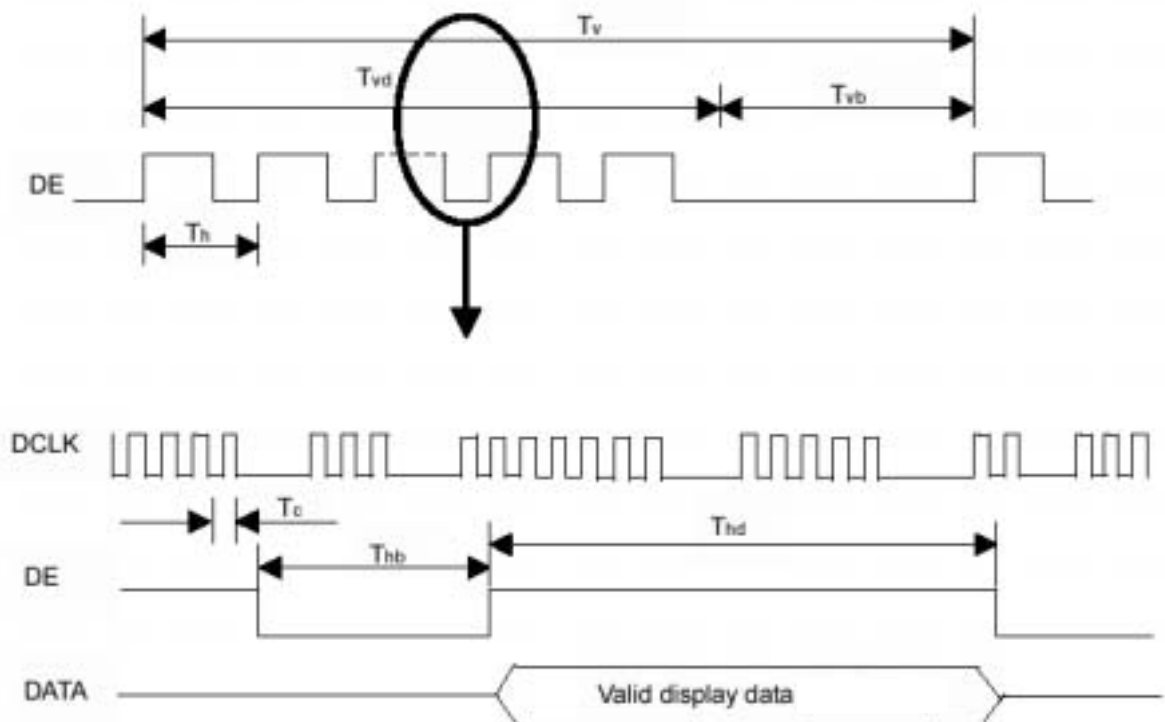 Tv
Tvd
Tvb
DE
Th
DCLK
Tc
Thd
Thb
DE
DATA
Valid display data